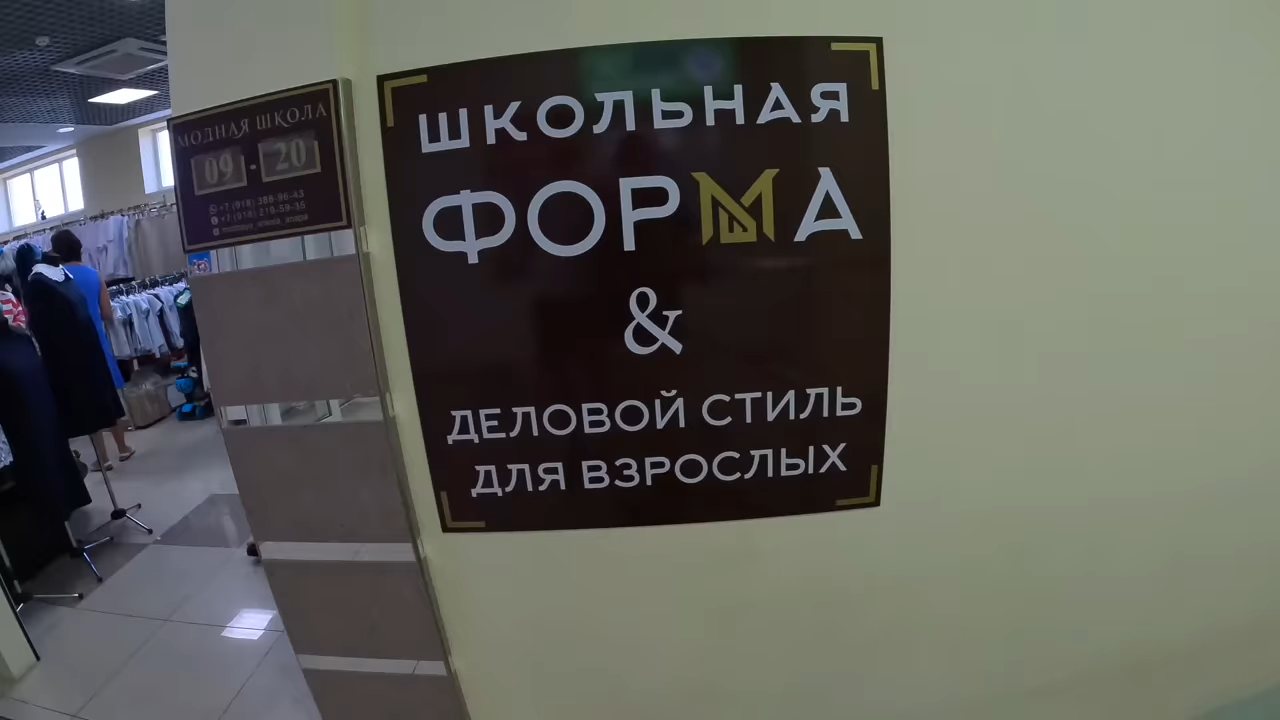 МОДНАЯ ШКОЛА
09 - 20
ШКОЛЬНАЯ
ФОРМА
&
ДЕЛОВОЙ СТИЛЬ
ДЛЯ ВЗРОСЛЫХ